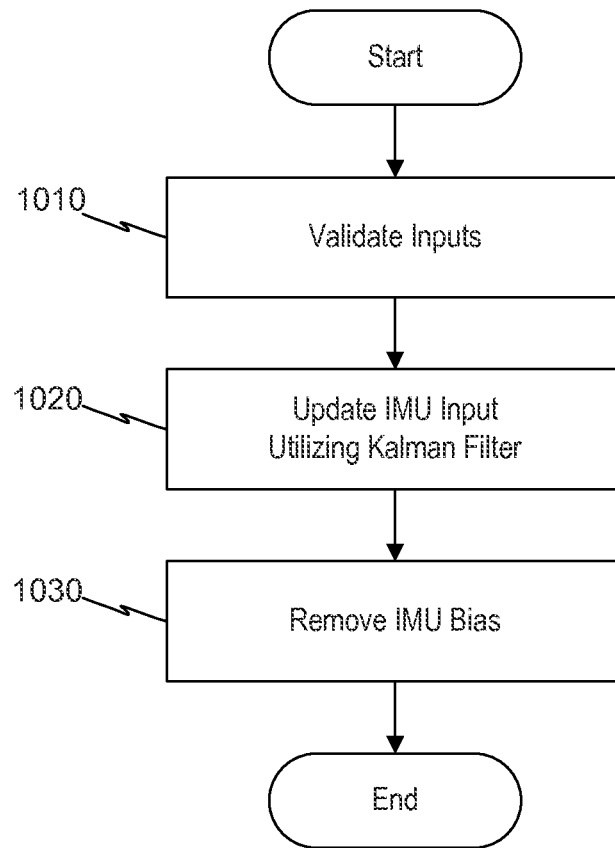 Start
1010
Validate Inputs
1020
Update IMU Input
Utilizing Kalman Filter
1030
Remove IMU Bias
End